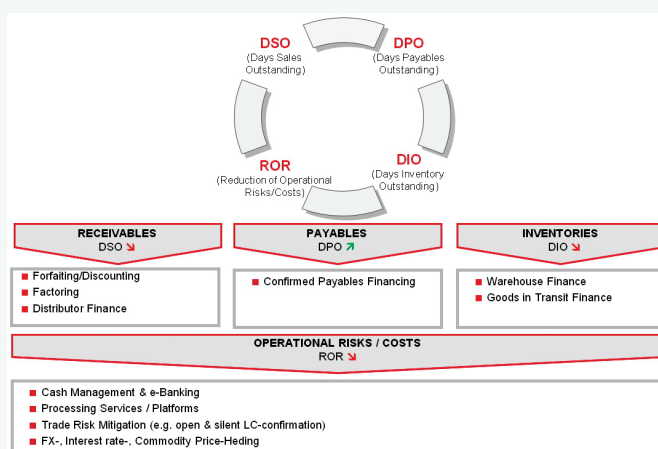 DSO
(Days Sales
Outstanding)
DPO
(Days Payables
Outstanding)
ROR
(Reduction of Operational
Risks/Costs)
DIO
(Days Inventory
Outstanding)
RECEIVABLES
DSO ↘
PAYABLES
DPO ↗
INVENTORIES
DIO ↘
Forfaiting/Discounting
Factoring
Distributor Finance
Confirmed Payables Financing
Warehouse Finance
Goods in Transit Finance
OPERATIONAL RISKS / COSTS
ROR ↘
Cash Management & e-Banking
Processing Services / Platforms
Trade Risk Mitigation (e.g. open & silent LC-confirmation)
FX-, Interest rate-, Commodity Price-Heding